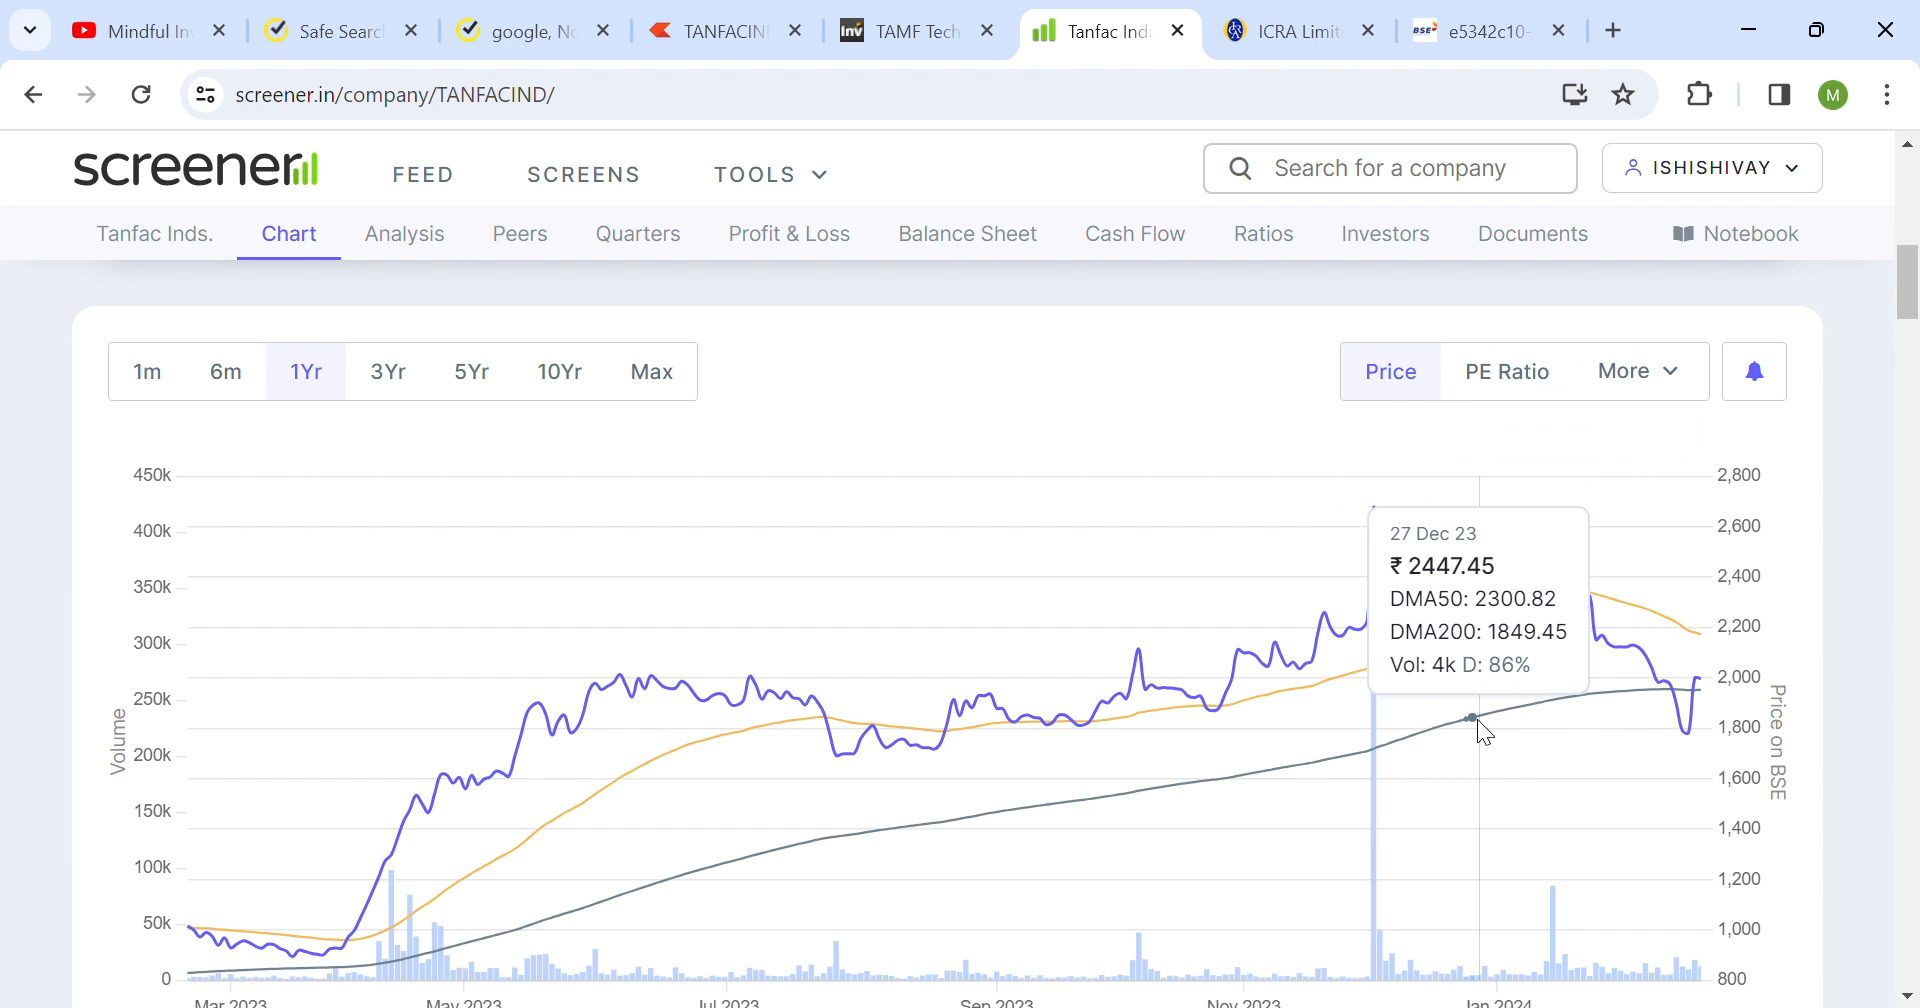 Mindful In
Safe Searc
google, No
TANFACIN
TAMF Tech
Tanfac Ind
ICRA Limit
e5342c10-
screener.in/company/TANFACIND/
M
screener
FEED
SCREENS
TOOLS
Search for a company
ISHISHIVAY
Tanfac Inds.
Chart
Analysis
Peers
Quarters
Profit & Loss
Balance Sheet
Cash Flow
Ratios
Investors
Documents
Notebook
1m
6m
1Yr
3Yr
5Yr
10Yr
Max
Price
PE Ratio
More
450k
400k
350k
300k
250k
200k
150k
100k
50k
0
Volume
27 Dec 23
₹ 2447.45
DMA50: 2300.82
DMA200: 1849.45
Vol: 4k D: 86%
2,800
2,600
2,400
2,200
2,000
1,800
1,600
1,400
1,200
1,000
800
Price on BSE
Mar 2023
May 2023
Jul 2023
Sep 2023
Nov 2023
Jan 2024